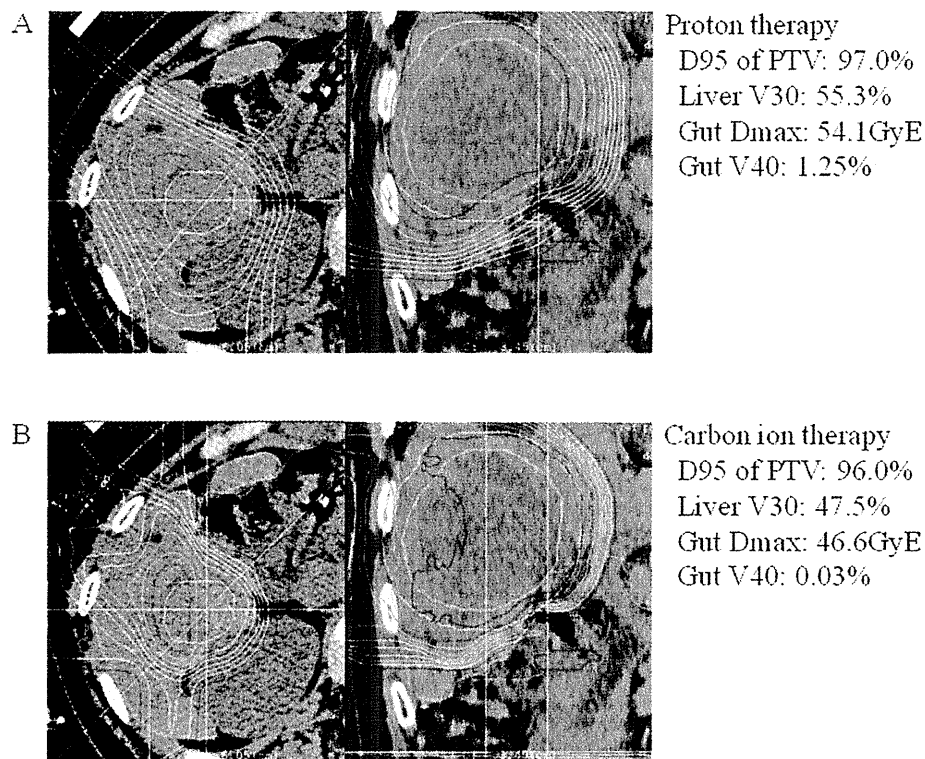 A
Proton therapy
D95 of PTV: 97.0%
Liver V30: 55.3%
Gut Dmax: 54.1GyE
Gut V40: 1.25%
B
Carbon ion therapy
D95 of PTV: 96.0%
Liver V30: 47.5%
Gut Dmax: 46.6GyE
Gut V40: 0.03%